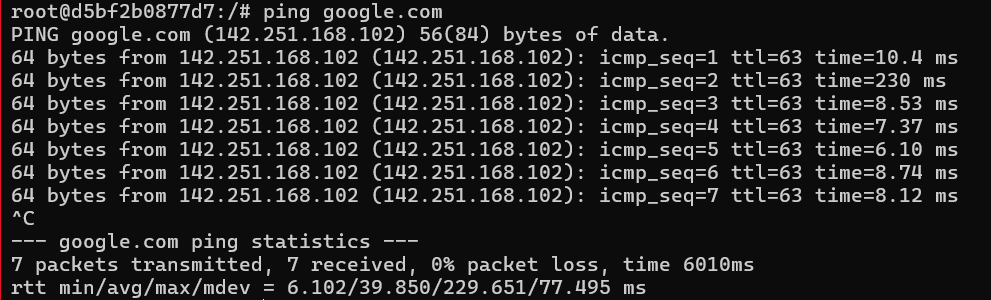 root@d5bf2b0877d7:/# ping google.com
PING google.com (142.251.168.102) 56(84) bytes of data.
64 bytes from 142.251.168.102 (142.251.168.102): icmp_seq=1 ttl=63 time=10.4 ms
64 bytes from 142.251.168.102 (142.251.168.102): icmp_seq=2 ttl=63 time=230 ms
64 bytes from 142.251.168.102 (142.251.168.102): icmp_seq=3 ttl=63 time=8.53 ms
64 bytes from 142.251.168.102 (142.251.168.102): icmp_seq=4 ttl=63 time=7.37 ms
64 bytes from 142.251.168.102 (142.251.168.102): icmp_seq=5 ttl=63 time=6.10 ms
64 bytes from 142.251.168.102 (142.251.168.102): icmp_seq=6 ttl=63 time=8.74 ms
64 bytes from 142.251.168.102 (142.251.168.102): icmp_seq=7 ttl=63 time=8.12 ms
^C
--- google.com ping statistics ---
7 packets transmitted, 7 received, 0% packet loss, time 6010ms
rtt min/avg/max/mdev = 6.102/39.850/229.651/77.495 ms